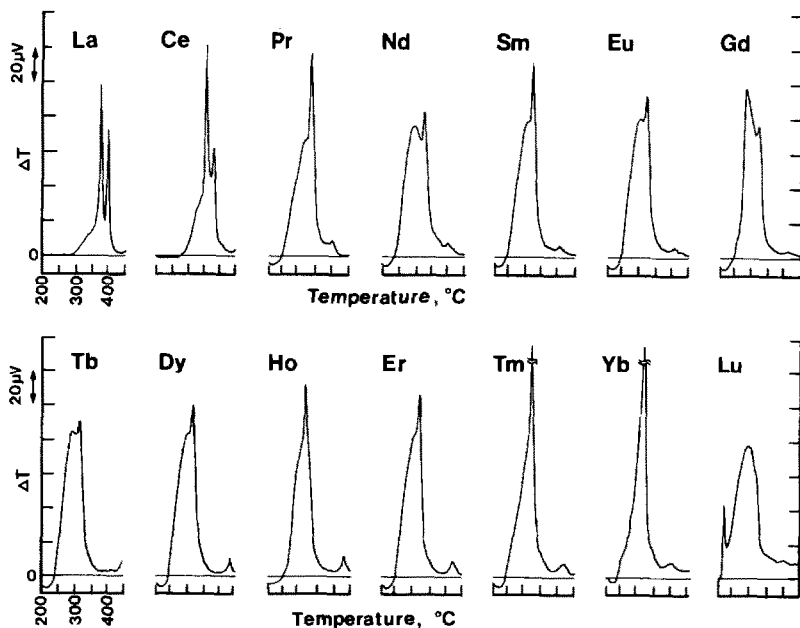 La Ce Pr Nd Sm Eu Gd
20μV
ΔT
0
200 300 400
Temperature, °C
Tb Dy Ho Er Tm Yb Lu
20μV
ΔT
0
200 300 400
Temperature, °C